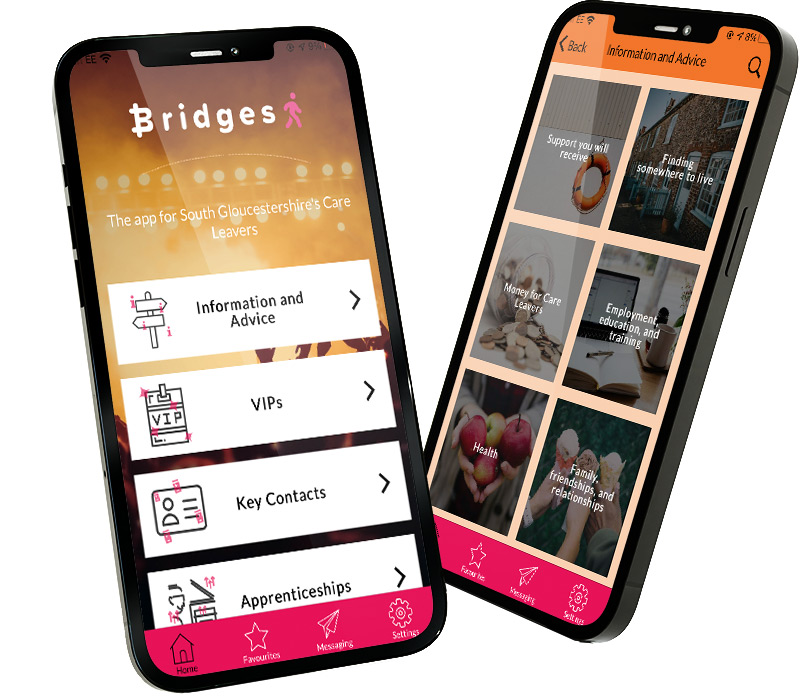 EE
Bridges
The app for South Gloucestershire's Care
Leavers
Information and
Advice
VIP
VIPs
Key Contacts
Apprenticeships
Home
Favourites
Messaging
Settings
EE
8%
Back
Information and Advice
Support you will
receive
Finding
somewhere to live
Money for Care
Leavers
Employment,
education, and
training
Health
Family,
friendships, and
relationships
Favourites
Messaging
Settings